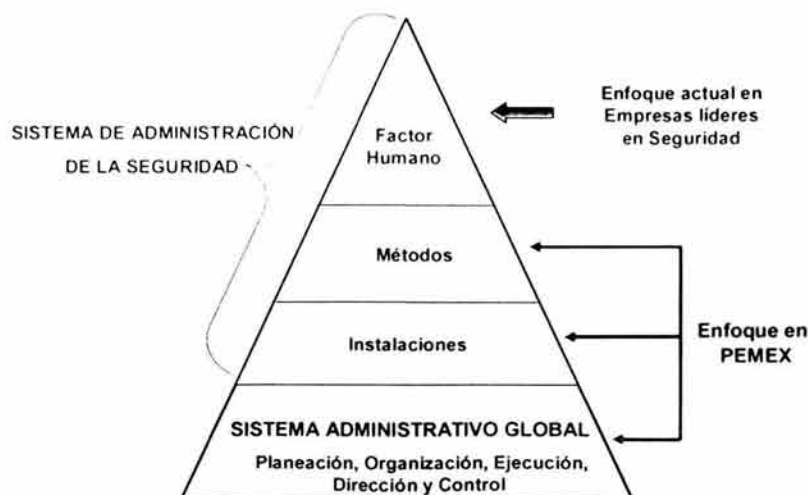 Enfoque actual en
Empresas líderes
en Seguridad
SISTEMA DE ADMINISTRACIÓN
DE LA SEGURIDAD
Factor
Humano
Métodos
Instalaciones
Enfoque en
PEMEX
SISTEMA ADMINISTRATIVO GLOBAL
Planeación, Organización, Ejecución,
Dirección y Control